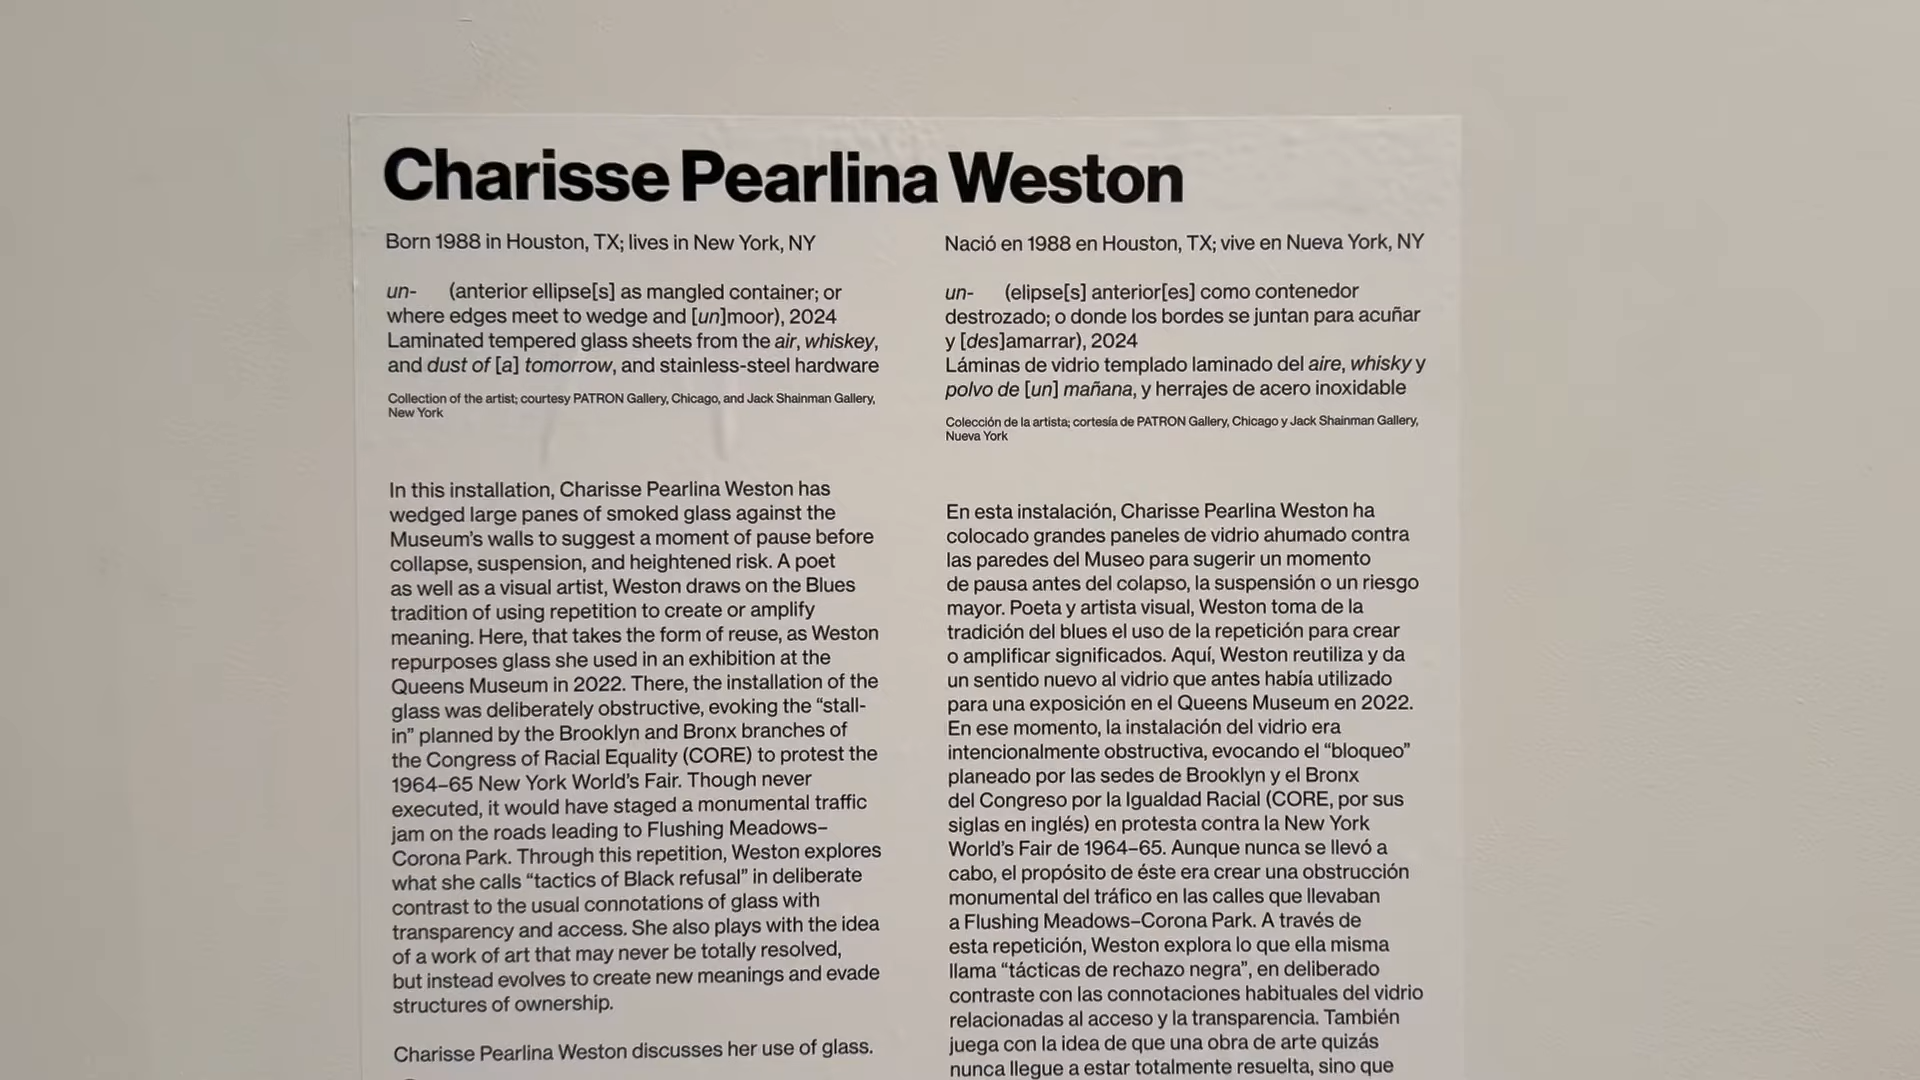 Charisse Pearlina Weston
Born 1988 in Houston, TX; lives in New York, NY
un- (anterior ellipse[s] as mangled container; or
where edges meet to wedge and [un]moor), 2024
Laminated tempered glass sheets from the air, whiskey,
and dust of [a] tomorrow, and stainless-steel hardware
Collection of the artist; courtesy PATRON Gallery, Chicago, and Jack Shainman Gallery,
New York
In this installation, Charisse Pearlina Weston has
wedged large panes of smoked glass against the
Museum's walls to suggest a moment of pause before
collapse, suspension, and heightened risk. A poet
as well as a visual artist, Weston draws on the Blues
tradition of using repetition to create or amplify
meaning. Here, that takes the form of reuse, as Weston
repurposes glass she used in an exhibition at the
Queens Museum in 2022. There, the installation of the
glass was deliberately obstructive, evoking the “stall-
in” planned by the Brooklyn and Bronx branches of
the Congress of Racial Equality (CORE) to protest the
1964–65 New York World's Fair. Though never
executed, it would have staged a monumental traffic
jam on the roads leading to Flushing Meadows–
Corona Park. Through this repetition, Weston explores
what she calls “tactics of Black refusal” in deliberate
contrast to the usual connotations of glass with
transparency and access. She also plays with the idea
of a work of art that may never be totally resolved,
but instead evolves to create new meanings and evade
structures of ownership.
Charisse Pearlina Weston discusses her use of glass.
Nació en 1988 en Houston, TX; vive en Nueva York, NY
un- (elipse[s] anterior[es] como contenedor
destrozado; o donde los bordes se juntan para acuñar
y [des]amarrar), 2024
Láminas de vidrio templado laminado del aire, whisky y
polvo de [un] mañana, y herrajes de acero inoxidable
Colección de la artista; cortesía de PATRON Gallery, Chicago y Jack Shainman Gallery,
Nueva York
En esta instalación, Charisse Pearlina Weston ha
colocado grandes paneles de vidrio ahumado contra
las paredes del Museo para sugerir un momento
de pausa antes del colapso, la suspensión o un riesgo
mayor. Poeta y artista visual, Weston toma de la
tradición del blues el uso de la repetición para crear
o amplificar significados. Aquí, Weston reutiliza y da
un sentido nuevo al vidrio que antes había utilizado
para una exposición en el Queens Museum en 2022.
En ese momento, la instalación del vidrio era
intencionalmente obstructiva, evocando el “bloqueo”
planeado por las sedes de Brooklyn y el Bronx
del Congreso por la Igualdad Racial (CORE, por sus
siglas en inglés) en protesta contra la New York
World's Fair de 1964–65. Aunque nunca se llevó a
cabo, el propósito de éste era crear una obstrucción
monumental del tráfico en las calles que llevaban
a Flushing Meadows–Corona Park. A través de
esta repetición, Weston explora lo que ella misma
llama “tácticas de rechazo negra”, en deliberado
contraste con las connotaciones habituales del vidrio
relacionadas al acceso y la transparencia. También
juega con la idea de que una obra de arte quizás
nunca llegue a estar totalmente resuelta, sino que